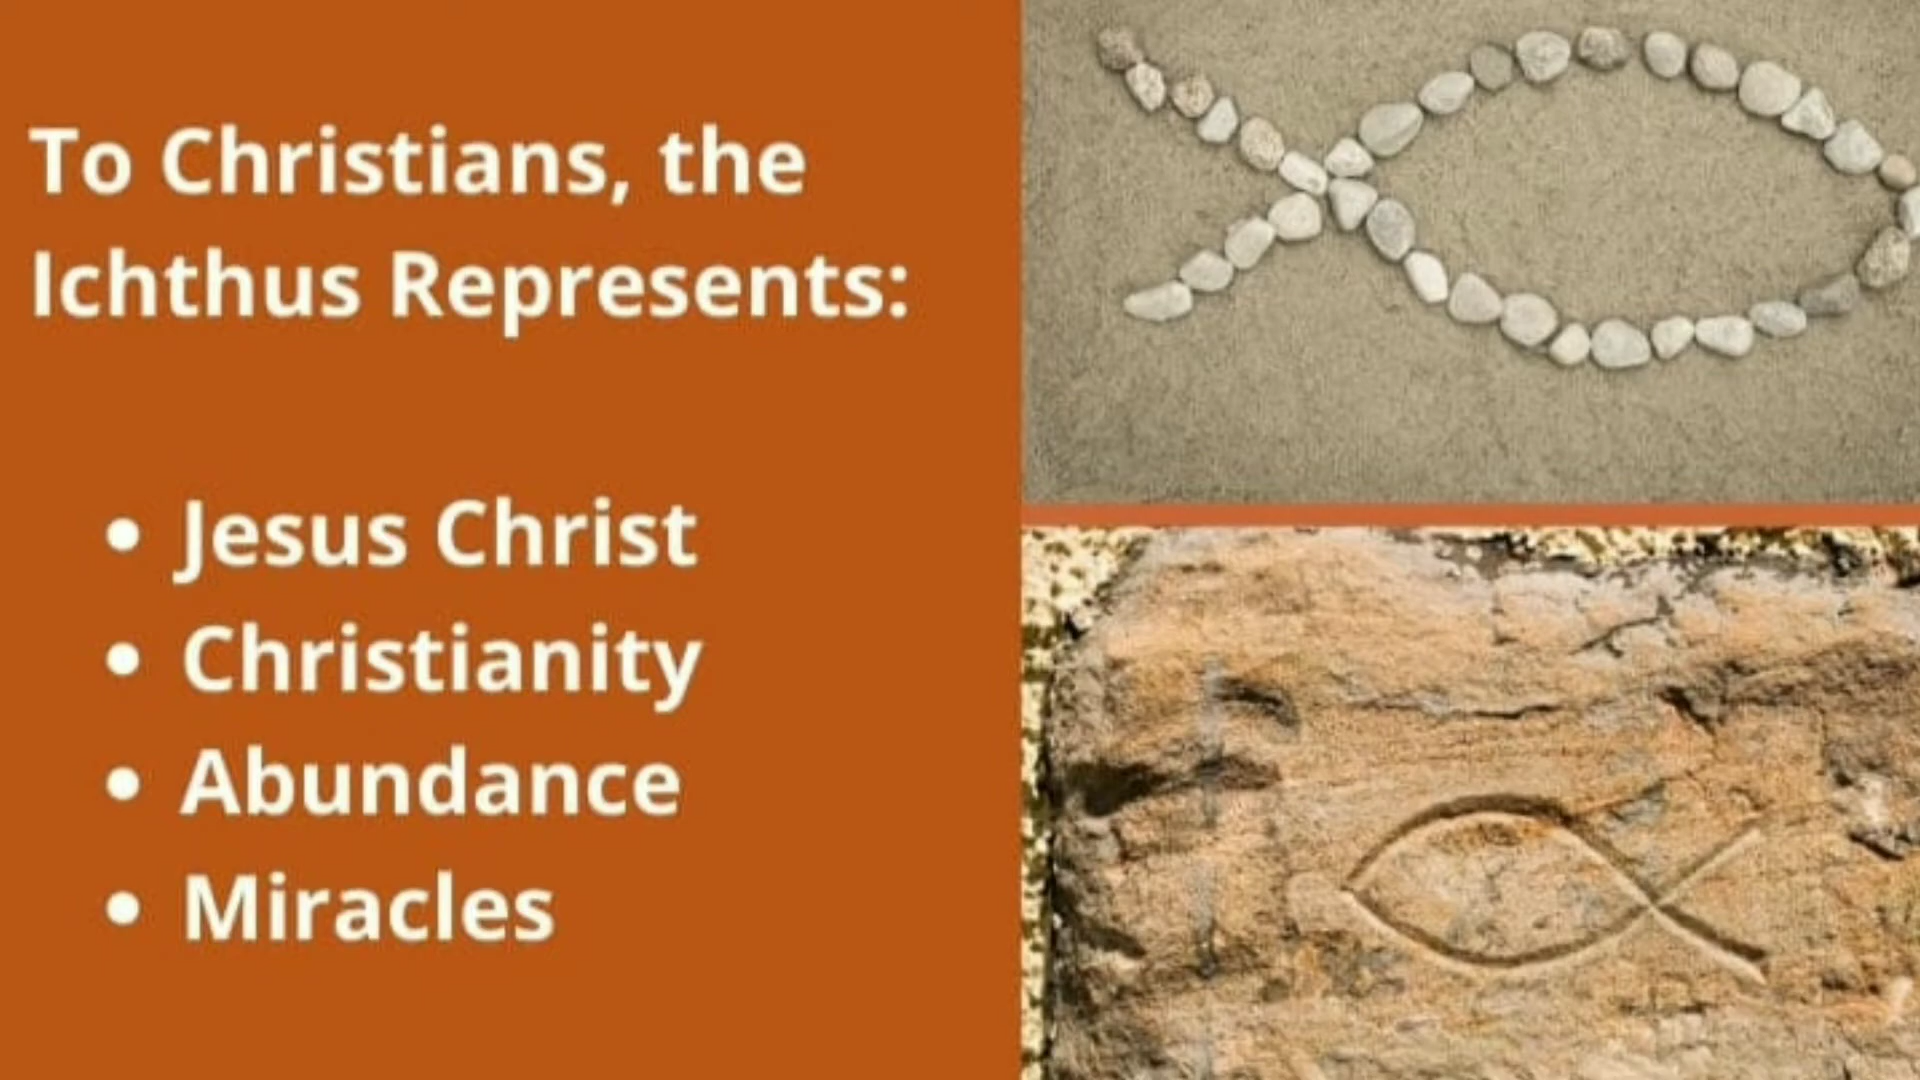 To Christians, the
Ichthus Represents:
• Jesus Christ
• Christianity
• Abundance
• Miracles